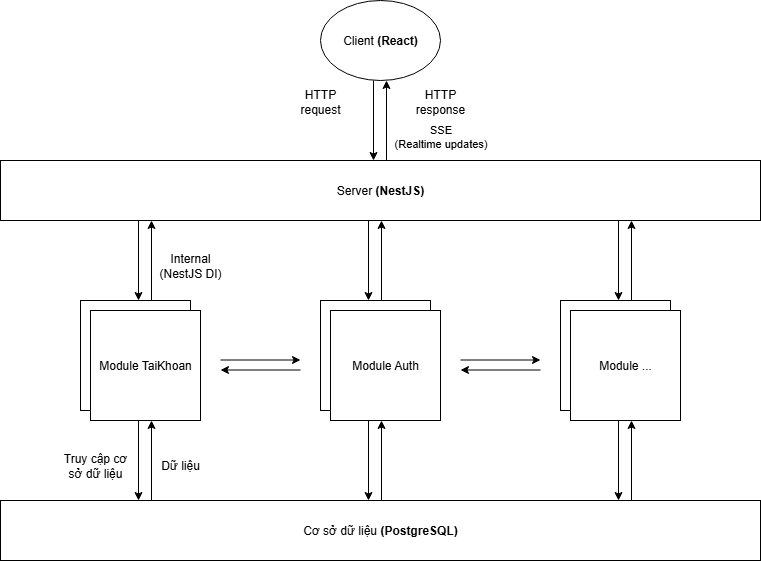 Client (React)
HTTP
request
HTTP
response
SSE
(Realtime updates)
Server (NestJS)
Internal
(NestJS DI)
Module TaiKhoan
Module Auth
Module ...
Truy cập cơ
sở dữ liệu
Dữ liệu
Cơ sở dữ liệu (PostgreSQL)